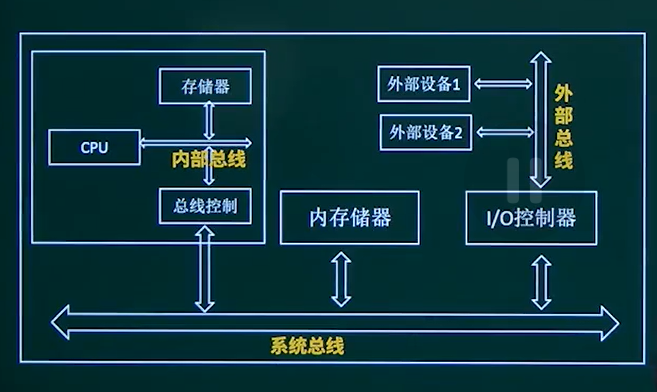 存储器
CPU
内部总线
总线控制
外部设备1
外部设备2
外部总线
内存储器
I/O控制器
系统总线